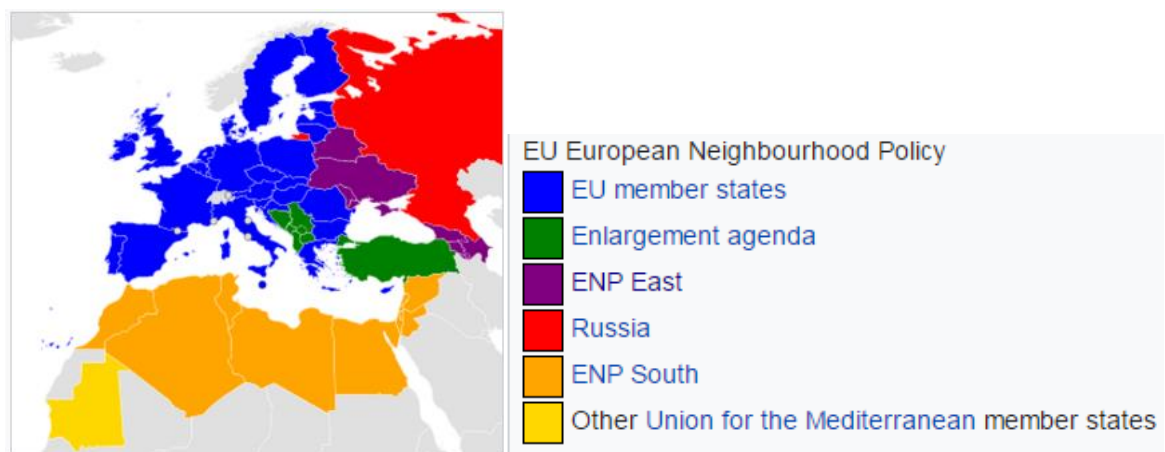 EU European Neighbourhood Policy
EU member states
Enlargement agenda
ENP East
Russia
ENP South
Other Union for the Mediterranean member states